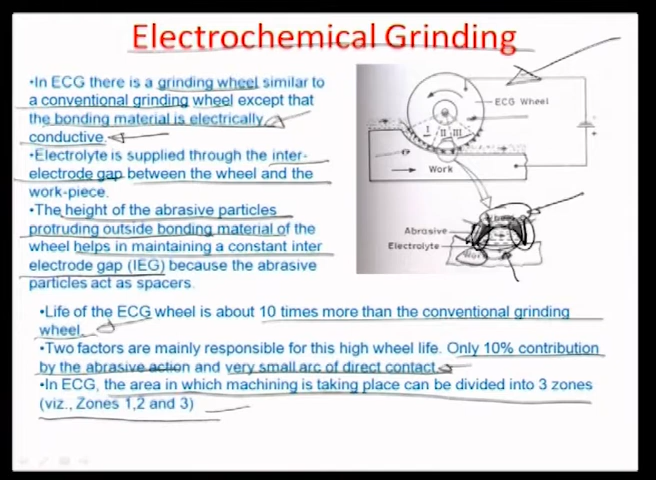 Electrochemical Grinding
•In ECG there is a grinding wheel similar to
a conventional grinding wheel except that
the bonding material is electrically
conductive.
•Electrolyte is supplied through the inter-
electrode gap between the wheel and the
work-piece.
•The height of the abrasive particles
protruding outside bonding material of the
wheel helps in maintaining a constant inter
electrode gap (IEG) because the abrasive
particles act as spacers.
ECG Wheel
I II III
Work
Abrasive
Electrolyte
•Life of the ECG wheel is about 10 times more than the conventional grinding
wheel.
•Two factors are mainly responsible for this high wheel life. Only 10% contribution
by the abrasive action and very small arc of direct contact.
•In ECG, the area in which machining is taking place can be divided into 3 zones
(viz., Zones 1,2 and 3)